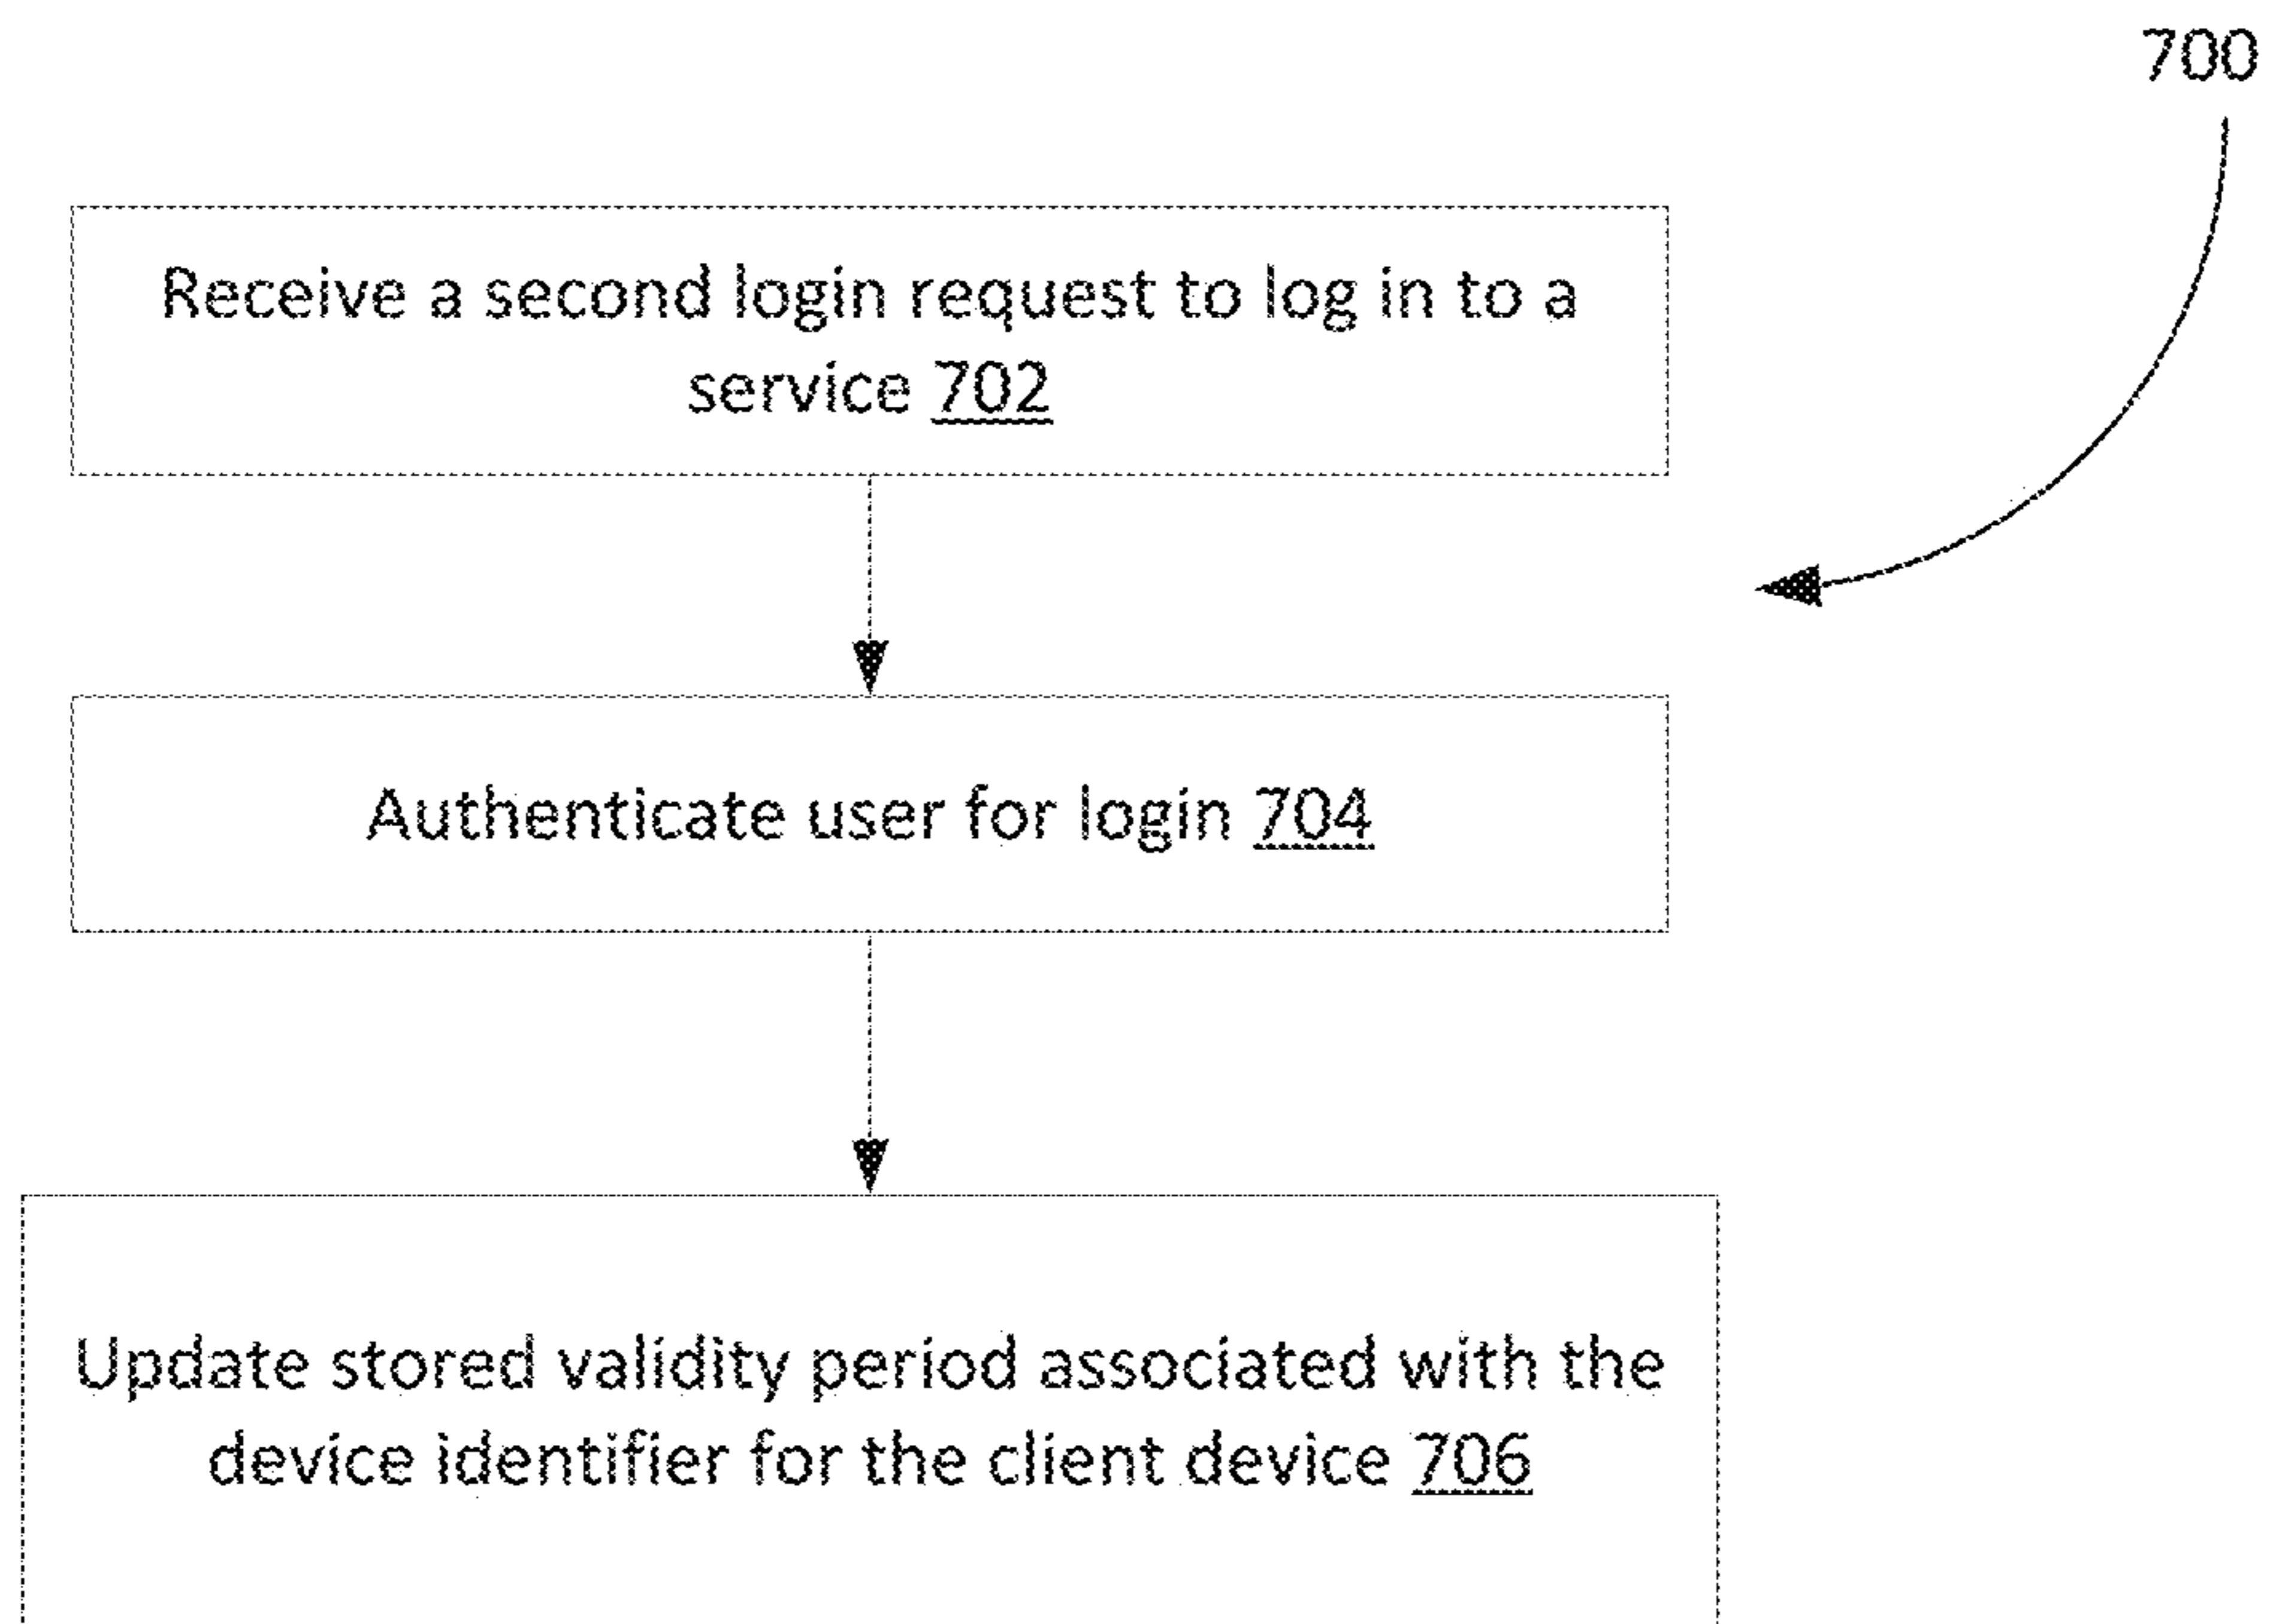 700
Receive a second login request to log in to a
service 702
Authenticate user for login 704
Update stored validity period associated with the
device identifier for the client device 706